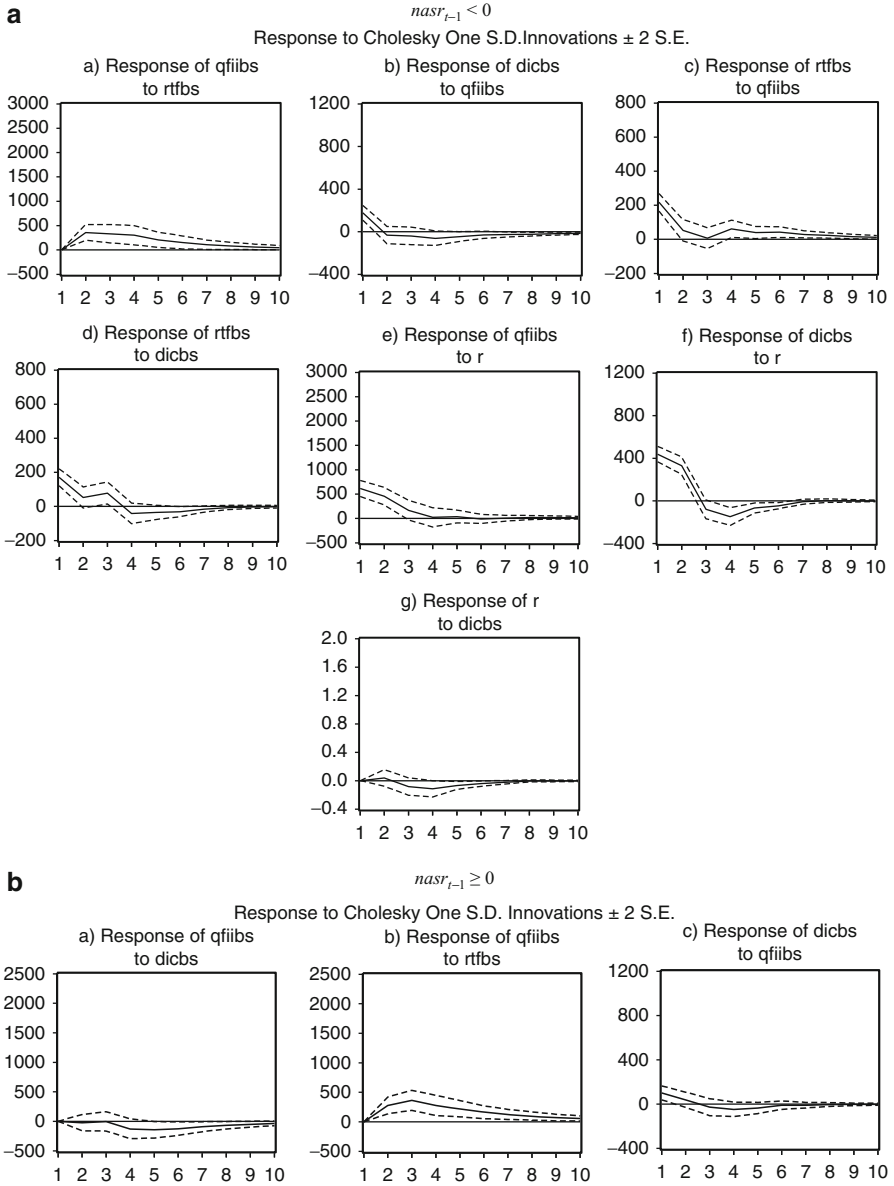 a
nasrt−1 < 0
Response to Cholesky One S.D.Innovations ± 2 S.E.
a) Response of qfiibs
to rtfbs
3000
2500
2000
1500
1000
500
0
−500
1 2 3 4 5 6 7 8 9 10
b) Response of dicbs
to qfiibs
1200
800
400
0
−400
1 2 3 4 5 6 7 8 9 10
c) Response of rtfbs
to qfiibs
800
600
400
200
0
−200
1 2 3 4 5 6 7 8 9 10
d) Response of rtfbs
to dicbs
800
600
400
200
0
−200
1 2 3 4 5 6 7 8 9 10
e) Response of qfiibs
to r
3000
2500
2000
1500
1000
500
0
−500
1 2 3 4 5 6 7 8 9 10
f) Response of dicbs
to r
1200
800
400
0
−400
1 2 3 4 5 6 7 8 9 10
g) Response of r
to dicbs
2.0
1.6
1.2
0.8
0.4
0.0
−0.4
1 2 3 4 5 6 7 8 9 10
b
nasrt−1 ≥ 0
Response to Cholesky One S.D. Innovations ± 2 S.E.
a) Response of qfiibs
to dicbs
2500
2000
1500
1000
500
0
−500
1 2 3 4 5 6 7 8 9 10
b) Response of qfiibs
to rtfbs
2500
2000
1500
1000
500
0
−500
1 2 3 4 5 6 7 8 9 10
c) Response of dicbs
to qfiibs
1200
800
400
0
−400
1 2 3 4 5 6 7 8 9 10